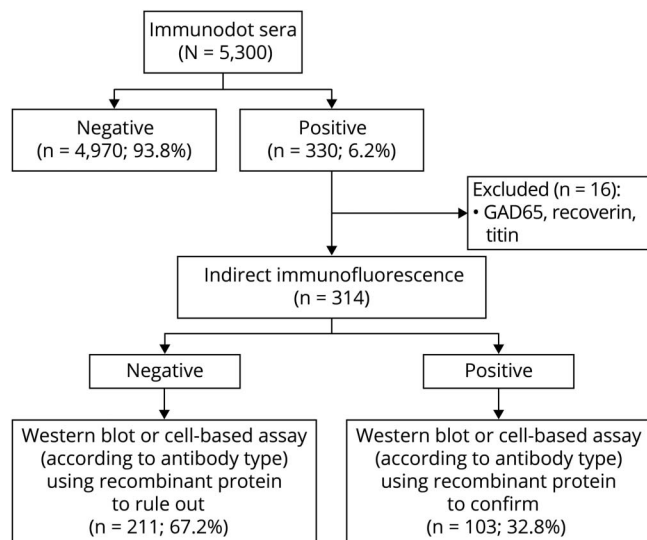 Immunodot sera
(N = 5,300)
Negative
(n = 4,970; 93.8%)
Positive
(n = 330; 6.2%)
Excluded (n = 16):
• GAD65, recoverin,
titin
Indirect immunofluorescence
(n = 314)
Negative
Positive
Western blot or cell-based assay
(according to antibody type)
using recombinant protein
to rule out
(n = 211; 67.2%)
Western blot or cell-based assay
(according to antibody type)
using recombinant protein
to confirm
(n = 103; 32.8%)